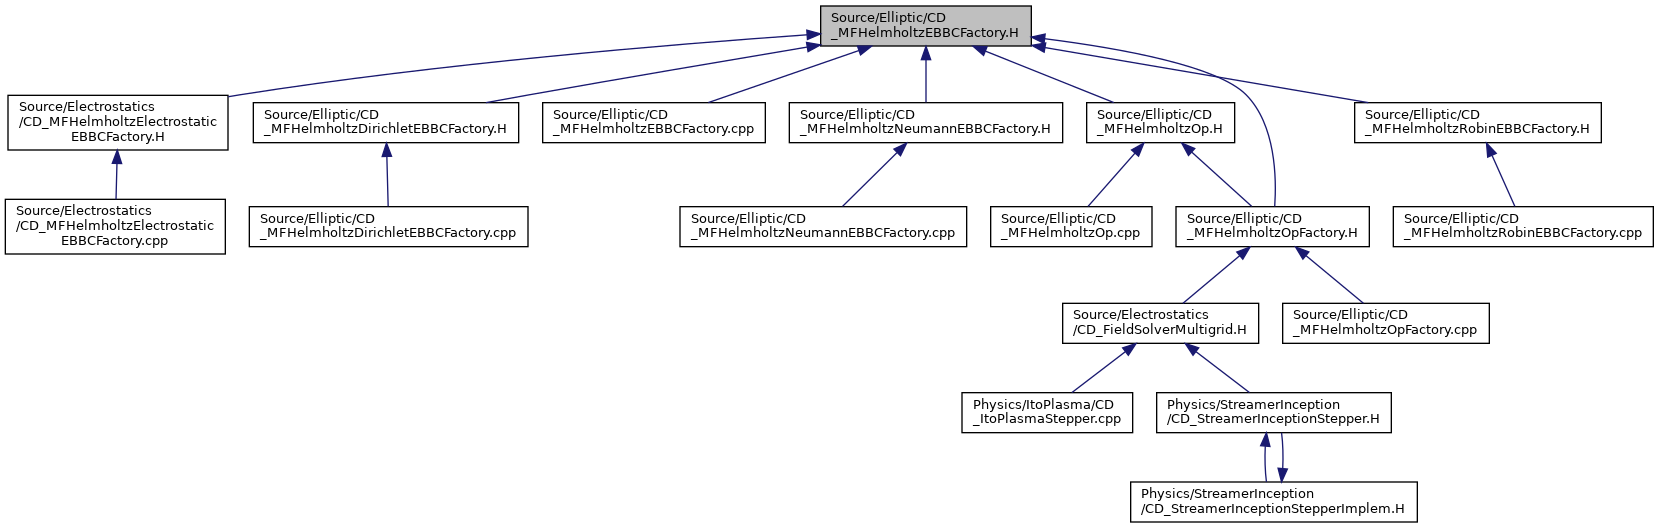 Source/Elliptic/CD
_MFHelmholtzEBBCFactory.H
Source/Electrostatics
/CD_MFHelmholtzElectrostatic
EBBCFactory.H
Source/Elliptic/CD
_MFHelmholtzDirichletEBBCFactory.H
Source/Elliptic/CD
_MFHelmholtzEBBCFactory.cpp
Source/Elliptic/CD
_MFHelmholtzNeumannEBBCFactory.H
Source/Elliptic/CD
_MFHelmholtzOp.H
Source/Elliptic/CD
_MFHelmholtzRobinEBBCFactory.H
Source/Electrostatics
/CD_MFHelmholtzElectrostatic
EBBCFactory.cpp
Source/Elliptic/CD
_MFHelmholtzDirichletEBBCFactory.cpp
Source/Elliptic/CD
_MFHelmholtzNeumannEBBCFactory.cpp
Source/Elliptic/CD
_MFHelmholtzOp.cpp
Source/Elliptic/CD
_MFHelmholtzOpFactory.H
Source/Elliptic/CD
_MFHelmholtzRobinEBBCFactory.cpp
Source/Electrostatics
/CD_FieldSolverMultigrid.H
Source/Elliptic/CD
_MFHelmholtzOpFactory.cpp
Physics/ItoPlasma/CD
_ItoPlasmaStepper.cpp
Physics/StreamerInception
/CD_StreamerInceptionStepper.H
Physics/StreamerInception
/CD_StreamerInceptionStepperImplem.H